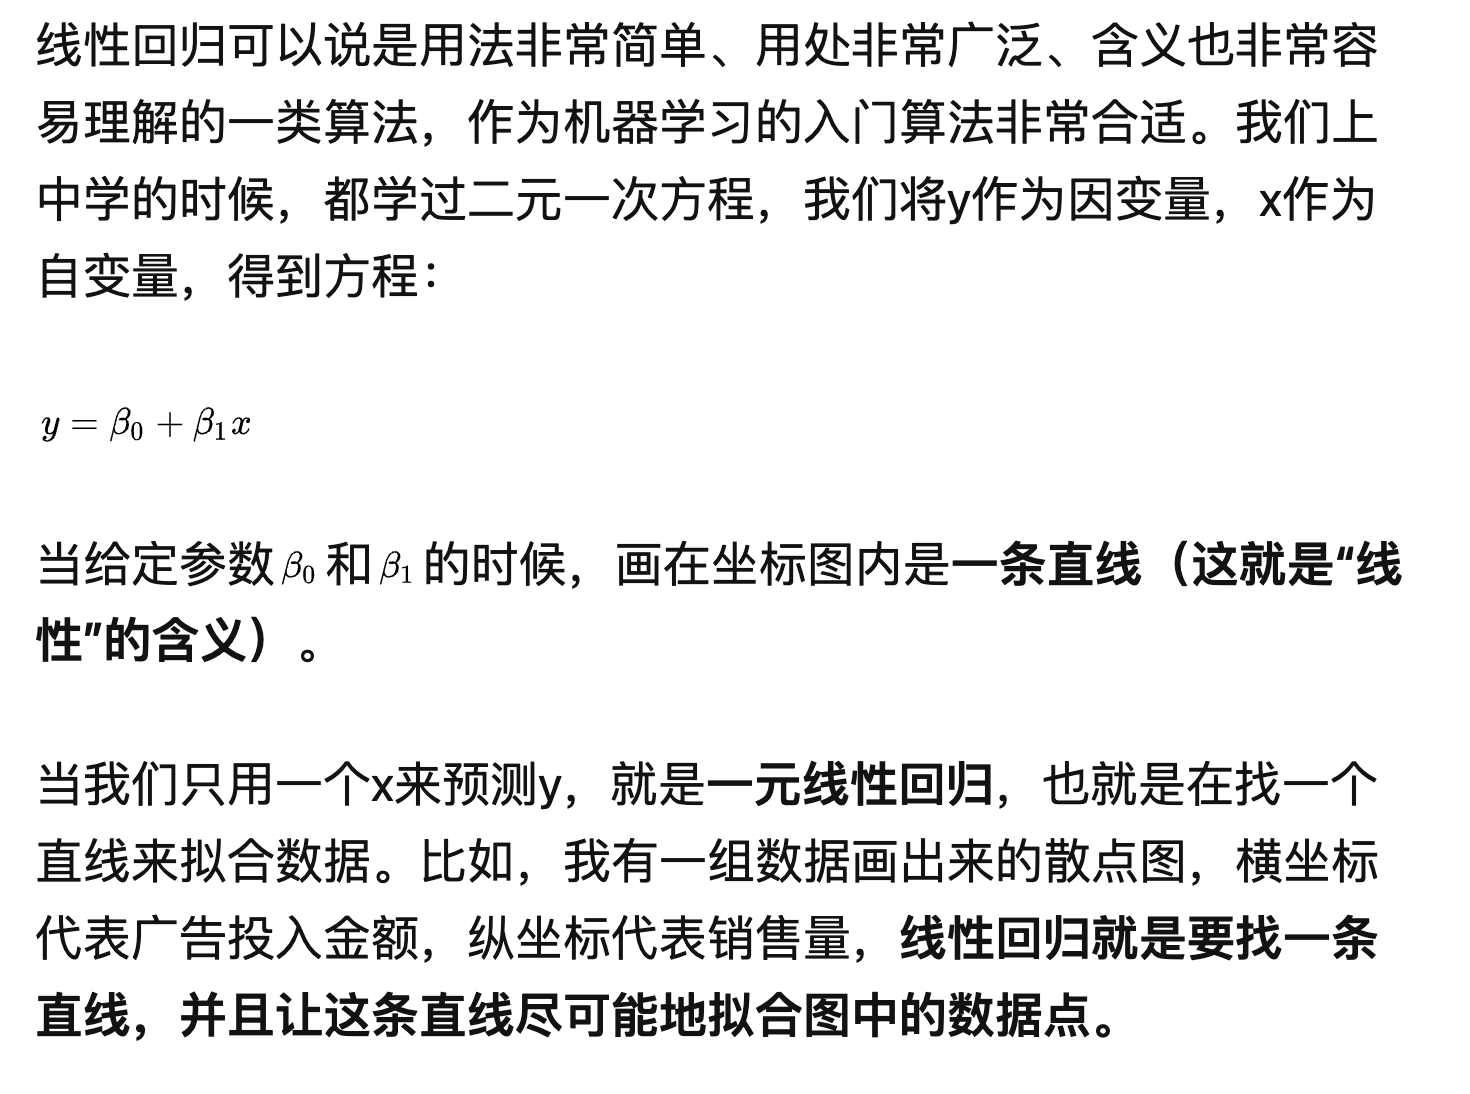 线性回归可以说是用法非常简单、用处非常广泛、含义也非常容
易理解的一类算法，作为机器学习的入门算法非常合适。我们上
中学的时候，都学过二元一次方程，我们将y作为因变量，x作为
自变量，得到方程：
y = β₀ + β₁x
当给定参数 β₀ 和 β₁ 的时候，画在坐标图内是一条直线（这就是“线
性”的含义）。
当我们只用一个x来预测y，就是一元线性回归，也就是在找一个
直线来拟合数据。比如，我有一组数据画出来的散点图，横坐标
代表广告投入金额，纵坐标代表销售量，线性回归就是要找一条
直线，并且让这条直线尽可能地拟合图中的数据点。